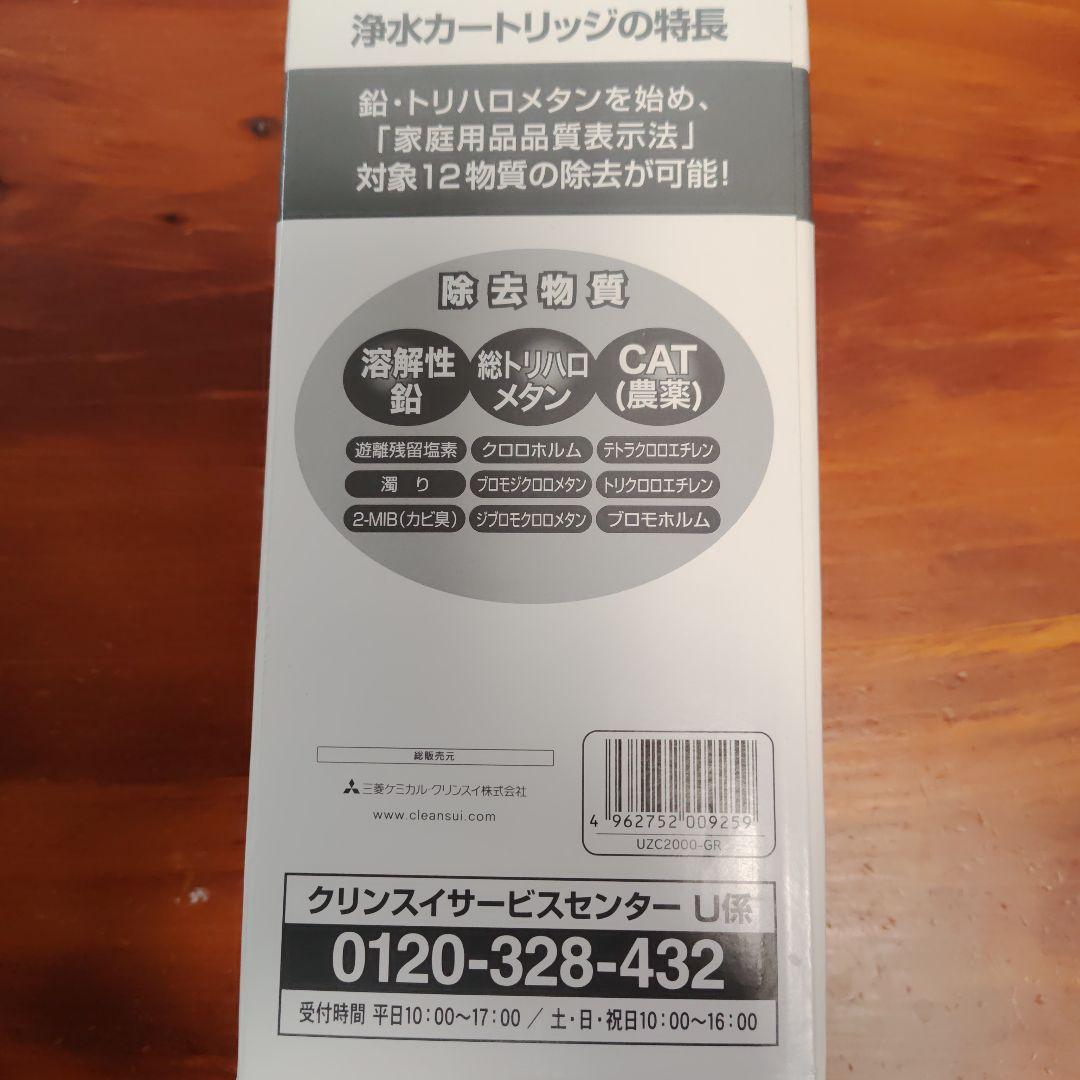 浄水カートリッジの特長
鉛・トリハロメタンを始め、
「家庭用品品質表示法」
対象12物質の除去が可能!
除去物質
溶解性
鉛
総トリハロ
メタン
CAT
(農薬)
遊離残留塩素
クロロホルム
テトラクロロエチレン
濁り
ブロモジクロロメタン
トリクロロエチレン
2-MIB(カビ臭)
ジブロモクロロメタン
ブロモホルム
総販売元
三菱ケミカル・クリンスイ株式会社
www.cleansui.com
4 962752 009259
UZC2000-GR
クリンスイサービスセンター U係
0120-328-432
受付時間 平日10:00～17:00 / 土・日・祝日10:00～16:00